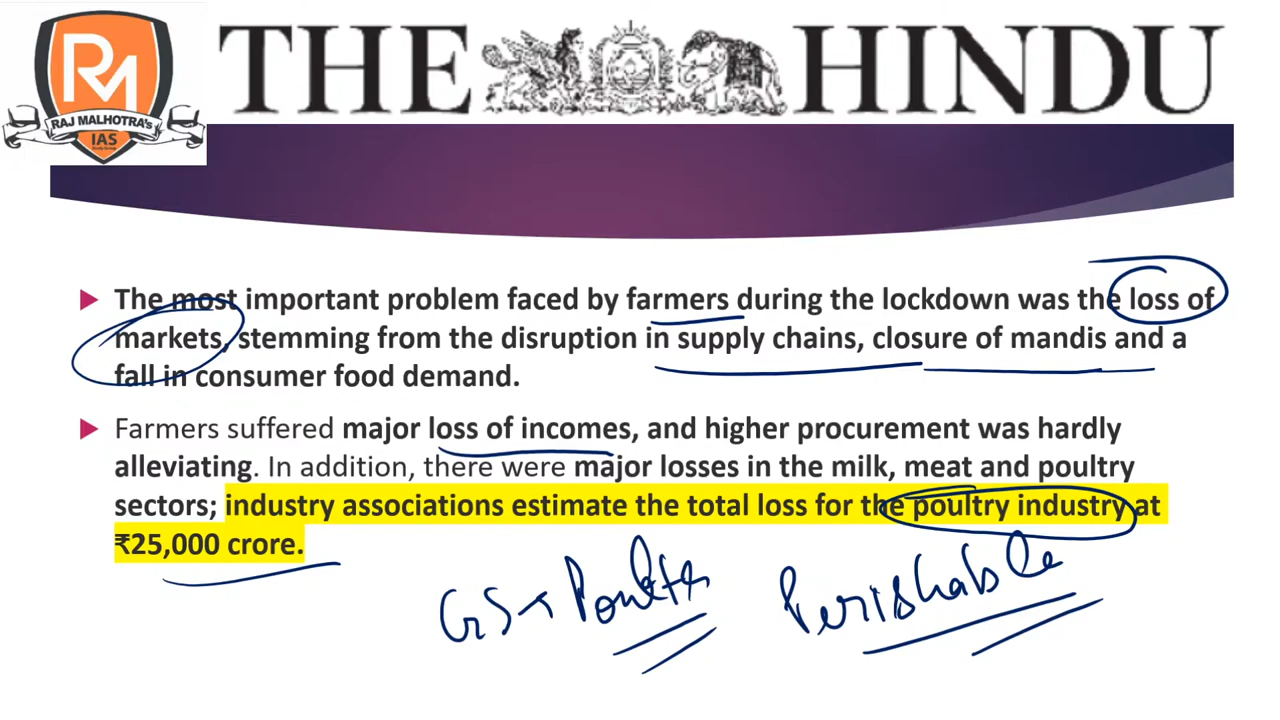 RM
RAJ MALHOTRA'S
IAS
THE HINDU
The most important problem faced by farmers during the lockdown was the loss of
markets, stemming from the disruption in supply chains, closure of mandis and a
fall in consumer food demand.
Farmers suffered major loss of incomes, and higher procurement was hardly
alleviating. In addition, there were major losses in the milk, meat and poultry
sectors; industry associations estimate the total loss for the poultry industry at
₹25,000 crore.
Perishable